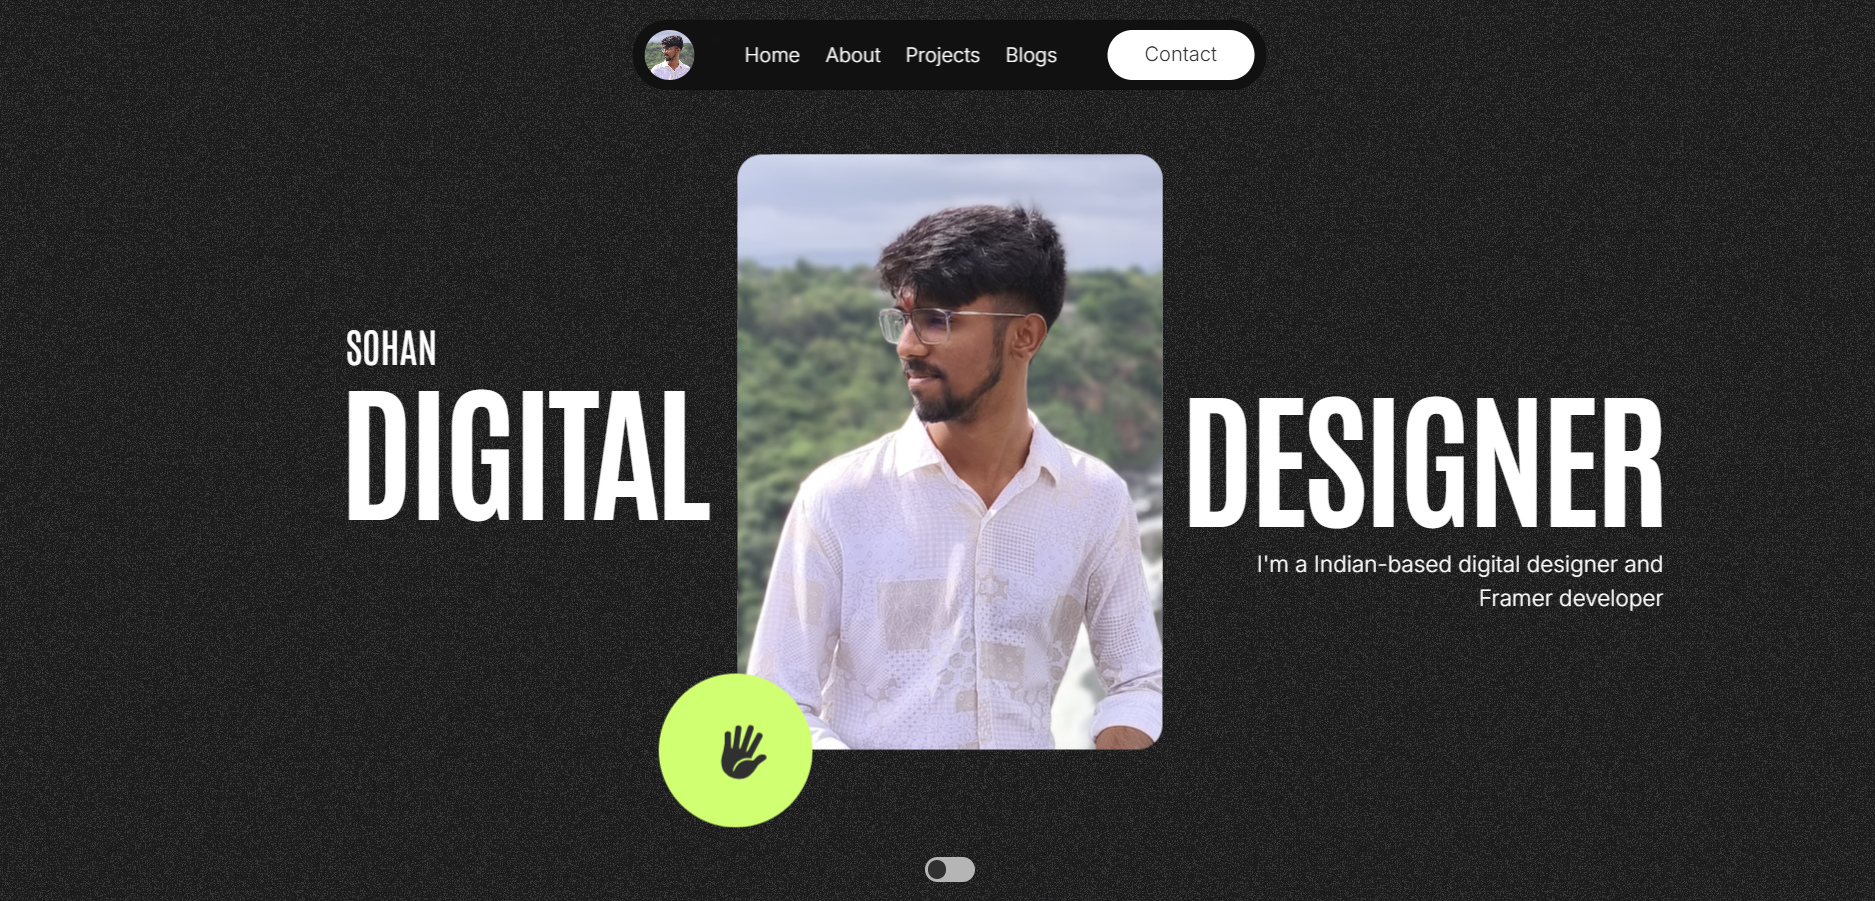 Home About Projects Blogs Contact
SOHAN
DIGITAL
DESIGNER
I'm a Indian-based digital designer and
Framer developer